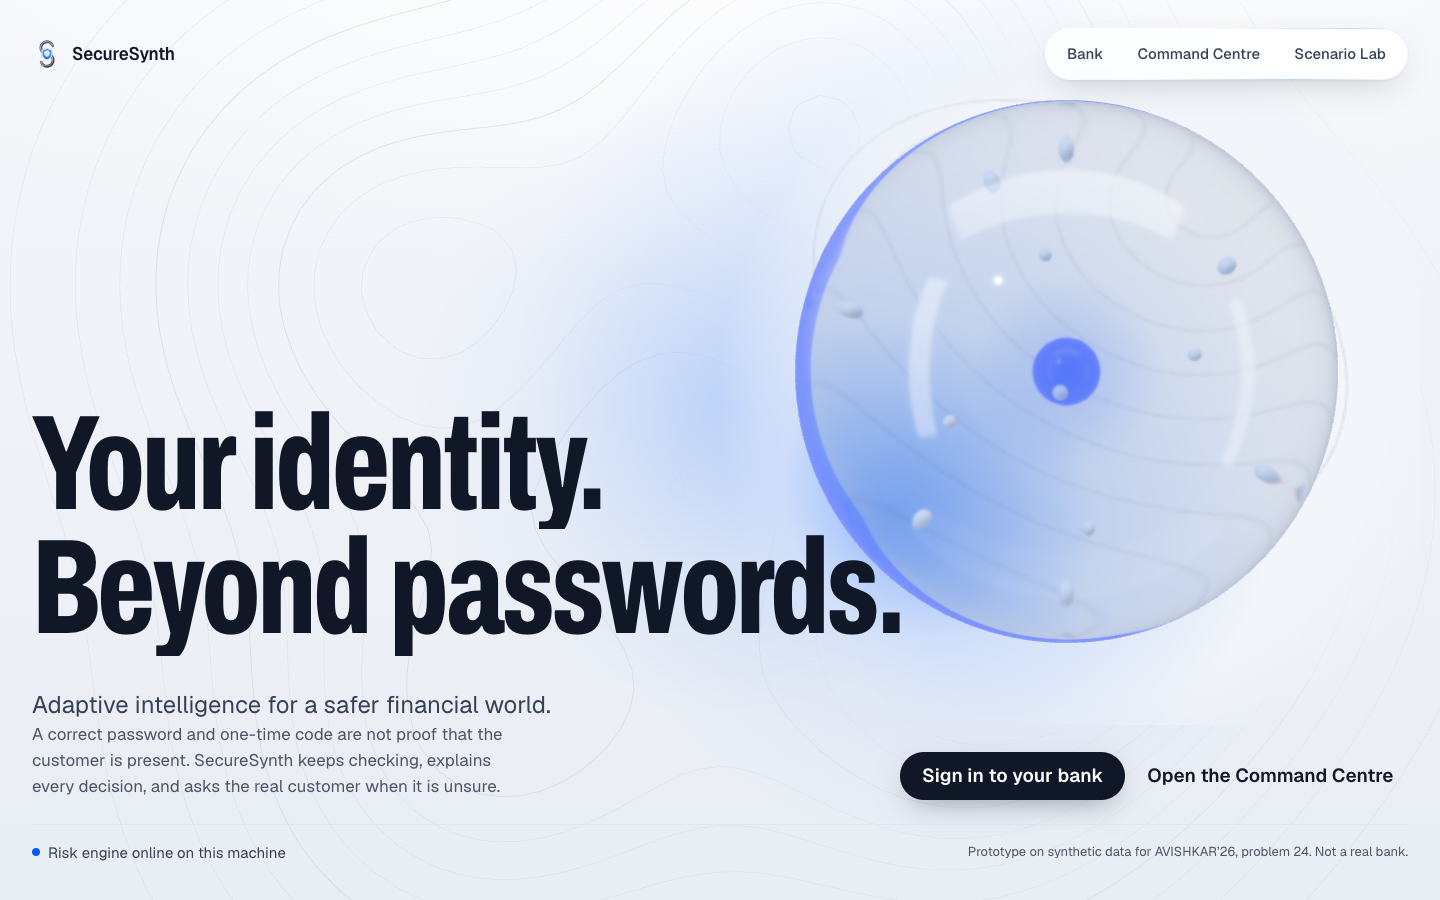 SecureSynth
Bank
Command Centre
Scenario Lab
Your identity.
Beyond passwords.
Adaptive intelligence for a safer financial world.
A correct password and one-time code are not proof that the
customer is present. SecureSynth keeps checking, explains
every decision, and asks the real customer when it is unsure.
Sign in to your bank
Open the Command Centre
Risk engine online on this machine
Prototype on synthetic data for AVISHKAR'26, problem 24. Not a real bank.